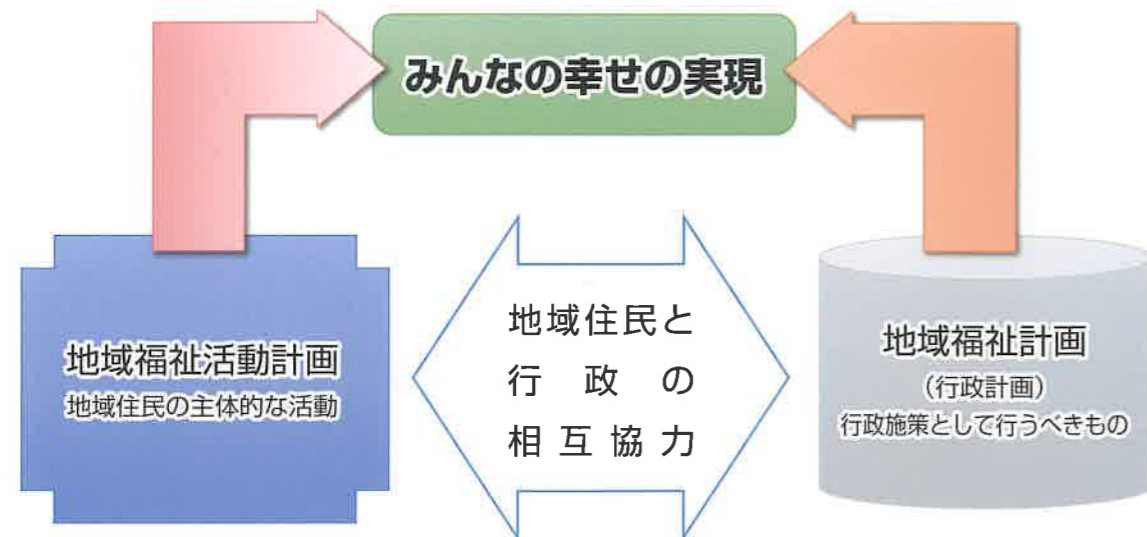 みんなの幸せの実現
地域福祉活動計画
地域住民の主体的な活動
地域住民と
行政の
相互協力
地域福祉計画
（行政計画）
行政施策として行うべきもの